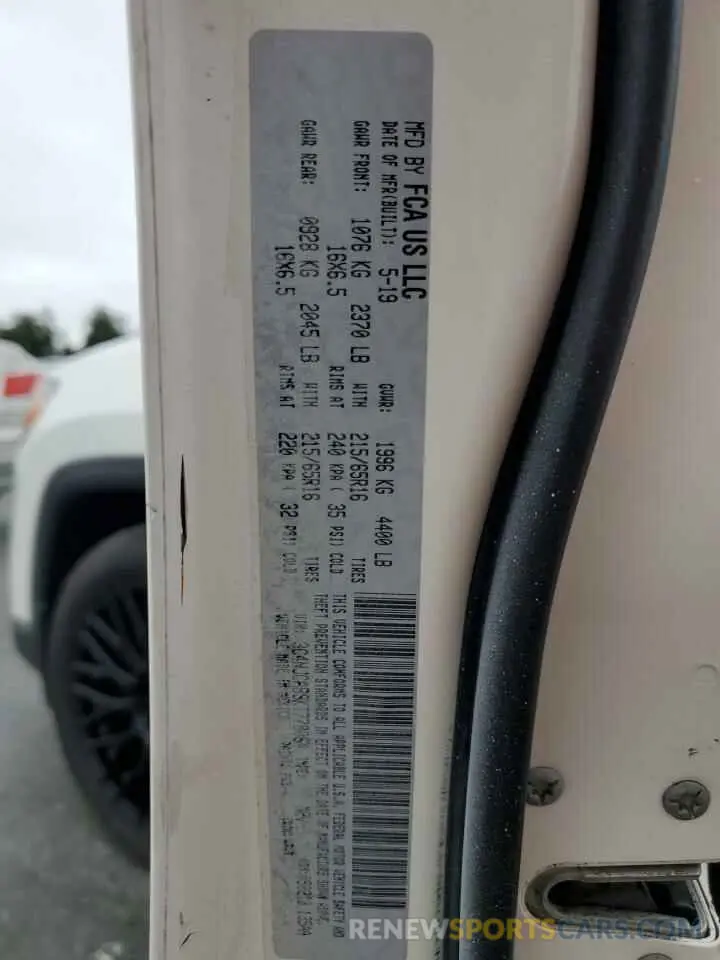 MFD BY FCA US LLC
DATE OF MFR(BUILT): 5-19 GVWR: 1996 KG 4400 LB
GAWR FRONT: 1076 KG 2370 LB WITH 215/65R16 TIRES
16X6.5 RIMS AT 240 KPA ( 35 PSI) COLD
GAWR REAR: 0928 KG 2045 LB WITH 215/65R16 TIRES
16X6.5 RIMS AT 220 KPA ( 32 PSI) COLD
THIS VEHICLE CONFORMS TO ALL APPLICABLE U.S.A. FEDERAL MOTOR VEHICLE SAFETY AND
THEFT PREVENTION STANDARDS IN EFFECT ON THE DATE OF MANUFACTURE SHOWN ABOVE.
VIN: TYPE: MPV
RENEWSPORTSCARS.COM